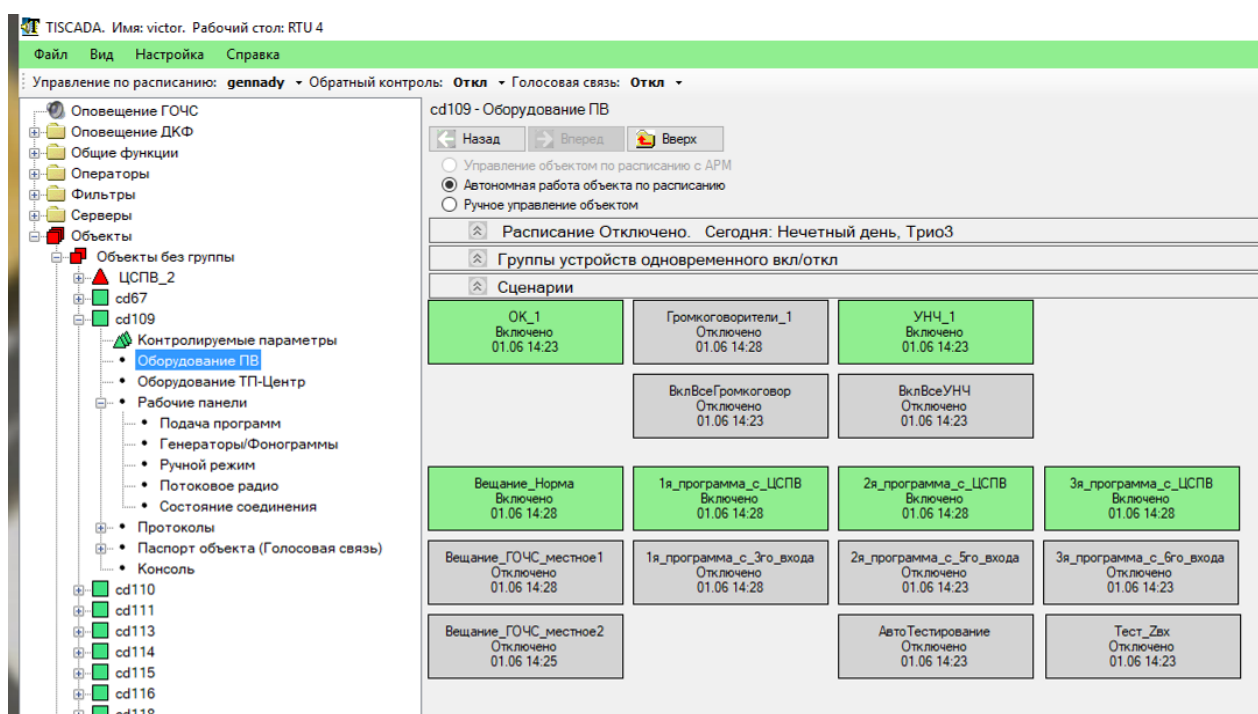 TISCADA. Имя: victor. Рабочий стол: RTU 4
Файл Вид Настройка Справка
Управление по расписанию: gennady Обратный контроль: Откл Голосовая связь: Откл
Оповещение ГОЧС
Оповещение ДКФ
Общие функции
Операторы
Фильтры
Серверы
Объекты
Объекты без группы
ЦСПВ_2
cd67
cd109
Контролируемые параметры
Оборудование ПВ
Оборудование ТП-Центр
Рабочие панели
Подача программ
Генераторы/Фонограммы
Ручной режим
Потоковое радио
Состояние соединения
Протоколы
Паспорт объекта (Голосовая связь)
Консоль
cd110
cd111
cd113
cd114
cd115
cd116
cd118
cd109 - Оборудование ПВ
Назад Вперед Вверх
Управление объектом по расписанию с АРМ
Автономная работа объекта по расписанию
Ручное управление объектом
Расписание Отключено. Сегодня: Нечетный день, Трио3
Группы устройств одновременного вкл/откл
Сценарии
ОК_1
Включено
01.06 14:23
Громкоговорители_1
Отключено
01.06 14:28
УНЧ_1
Включено
01.06 14:23
ВклВсеГромкоговор
Отключено
01.06 14:23
ВклВсеУНЧ
Отключено
01.06 14:23
Вещание_Норма
Включено
01.06 14:28
1я_программа_с_ЦСПВ
Включено
01.06 14:28
2я_программа_с_ЦСПВ
Включено
01.06 14:28
3я_программа_с_ЦСПВ
Включено
01.06 14:28
Вещание_ГОЧС_местное1
Отключено
01.06 14:28
1я_программа_с_3го_входа
Отключено
01.06 14:28
2я_программа_с_5го_входа
Отключено
01.06 14:23
3я_программа_с_6го_входа
Отключено
01.06 14:23
Вещание_ГОЧС_местное2
Отключено
01.06 14:25
АвтоТестирование
Отключено
01.06 14:23
Тест_Zвх
Отключено
01.06 14:23